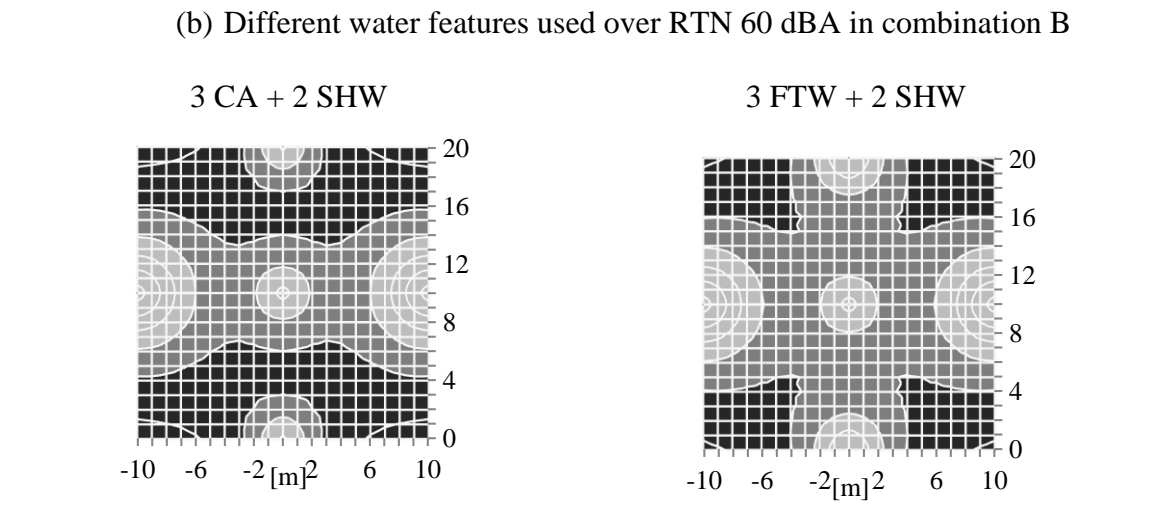 (b) Different water features used over RTN 60 dBA in combination B
3 CA + 2 SHW
20
16
12
8
4
0
-10 -6 -2 [m] 2 6 10
3 FTW + 2 SHW
20
16
12
8
4
0
-10 -6 -2 [m] 2 6 10